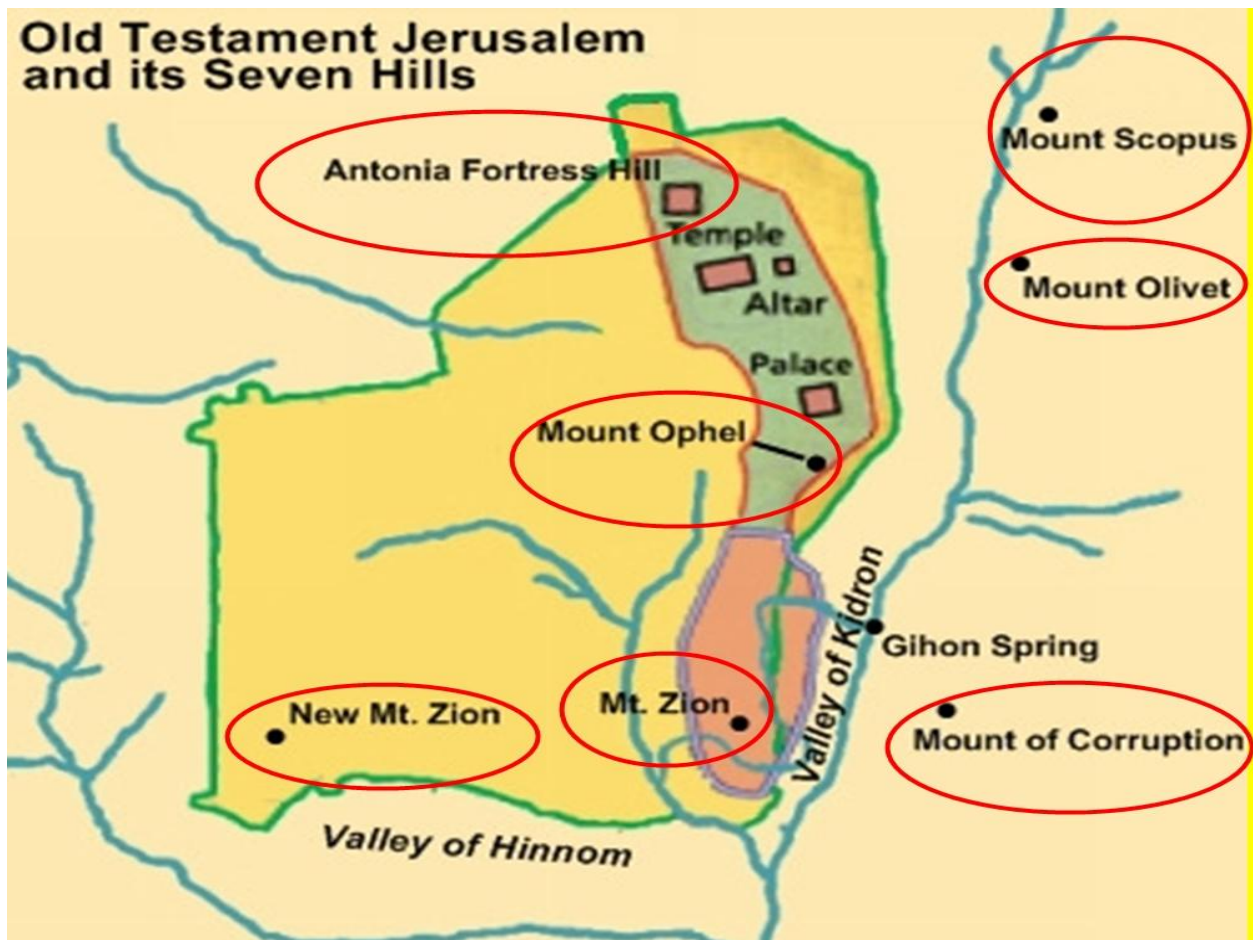 Old Testament Jerusalem
and its Seven Hills
Mount Scopus
Antonia Fortress Hill
Temple
Mount Olivet
Altar
Palace
Mount Ophel
Valley of Kidron
Gihon Spring
Mt. Zion
New Mt. Zion
Mount of Corruption
Valley of Hinnom